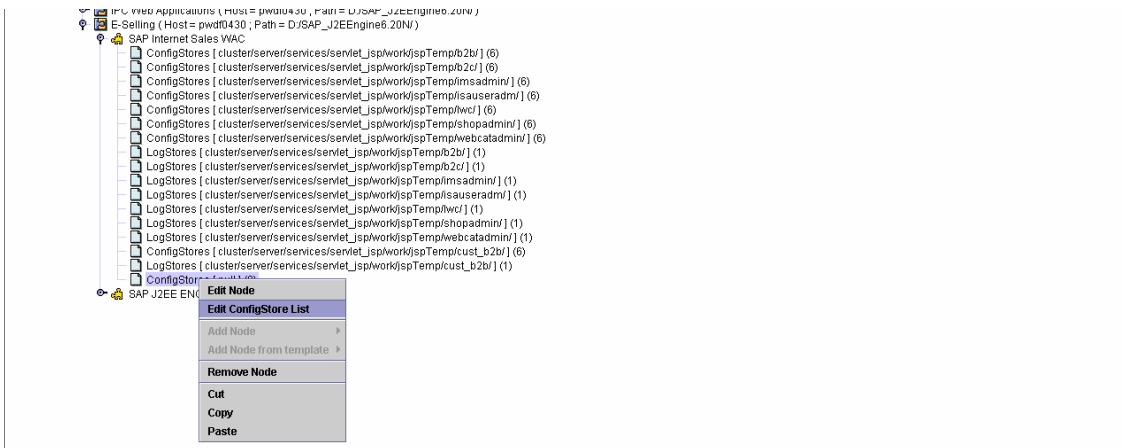 IPC Web Applications ( Host = pwdf0430 ; Path = D:/SAP_J2EEngine6.20N/ )
E-Selling ( Host = pwdf0430 ; Path = D:/SAP_J2EEngine6.20N/ )
SAP Internet Sales WAC
ConfigStores [ cluster/server/services/servlet_jsp/work/jspTemp/b2b/ ] (6)
ConfigStores [ cluster/server/services/servlet_jsp/work/jspTemp/b2c/ ] (6)
ConfigStores [ cluster/server/services/servlet_jsp/work/jspTemp/imsadmin/ ] (6)
ConfigStores [ cluster/server/services/servlet_jsp/work/jspTemp/isauseradm/ ] (6)
ConfigStores [ cluster/server/services/servlet_jsp/work/jspTemp/lwc/ ] (6)
ConfigStores [ cluster/server/services/servlet_jsp/work/jspTemp/shopadmin/ ] (6)
ConfigStores [ cluster/server/services/servlet_jsp/work/jspTemp/webcatadmin/ ] (6)
LogStores [ cluster/server/services/servlet_jsp/work/jspTemp/b2b/ ] (1)
LogStores [ cluster/server/services/servlet_jsp/work/jspTemp/b2c/ ] (1)
LogStores [ cluster/server/services/servlet_jsp/work/jspTemp/imsadmin/ ] (1)
LogStores [ cluster/server/services/servlet_jsp/work/jspTemp/isauseradm/ ] (1)
LogStores [ cluster/server/services/servlet_jsp/work/jspTemp/lwc/ ] (1)
LogStores [ cluster/server/services/servlet_jsp/work/jspTemp/shopadmin/ ] (1)
LogStores [ cluster/server/services/servlet_jsp/work/jspTemp/webcatadmin/ ] (1)
ConfigStores [ cluster/server/services/servlet_jsp/work/jspTemp/cust_b2b/ ] (6)
LogStores [ cluster/server/services/servlet_jsp/work/jspTemp/cust_b2b/ ] (1)
ConfigStores [ null ]
SAP J2EE EN
Edit Node
Edit ConfigStore List
Add Node
Add Node from template
Remove Node
Cut
Copy
Paste